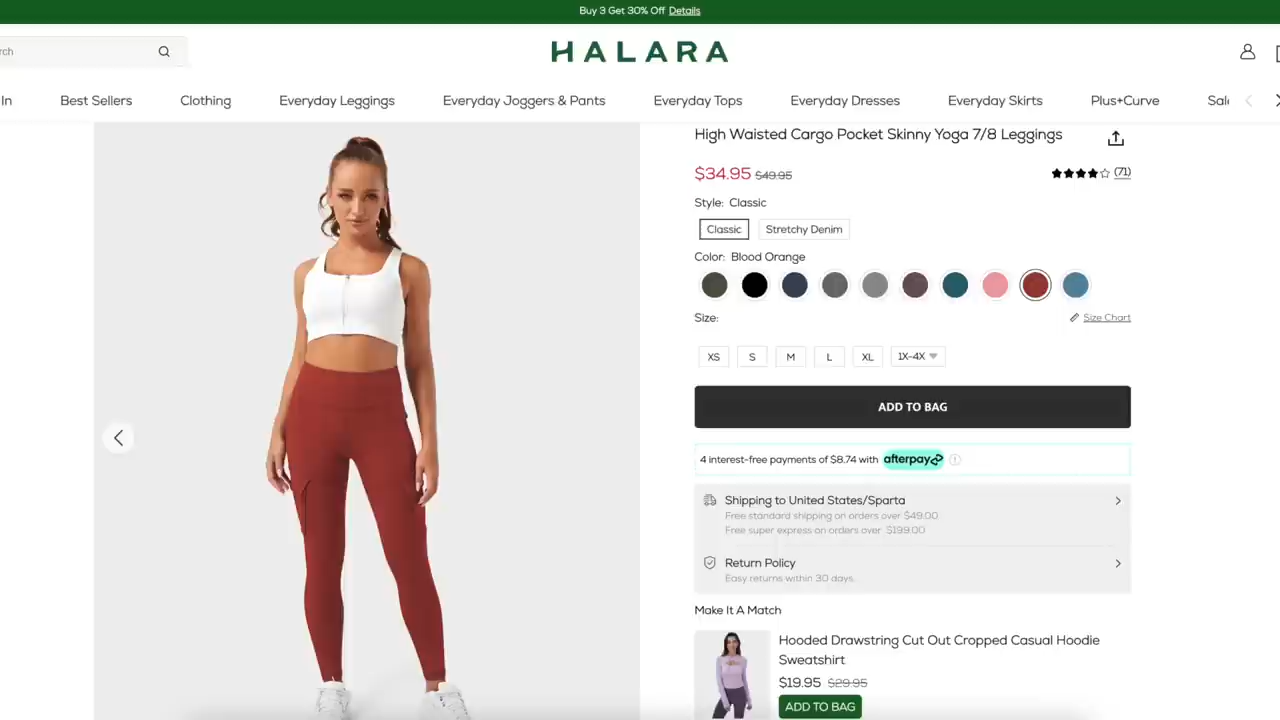 Buy 3 Get 30% Off Details
rch
HALARA
In Best Sellers Clothing Everyday Leggings Everyday Joggers & Pants Everyday Tops Everyday Dresses Everyday Skirts Plus+Curve Sale
High Waisted Cargo Pocket Skinny Yoga 7/8 Leggings
$34.95 $49.95 (71)
Style: Classic
Classic Stretchy Denim
Color: Blood Orange
Size: Size Chart
XS S M L XL 1X-4X
ADD TO BAG
4 interest-free payments of $8.74 with afterpay
Shipping to United States/Sparta
Free standard shipping on orders over $49.00
Free super express on orders over $199.00
Return Policy
Easy returns within 30 days.
Make It A Match
Hooded Drawstring Cut Out Cropped Casual Hoodie
Sweatshirt
$19.95 $29.95
ADD TO BAG